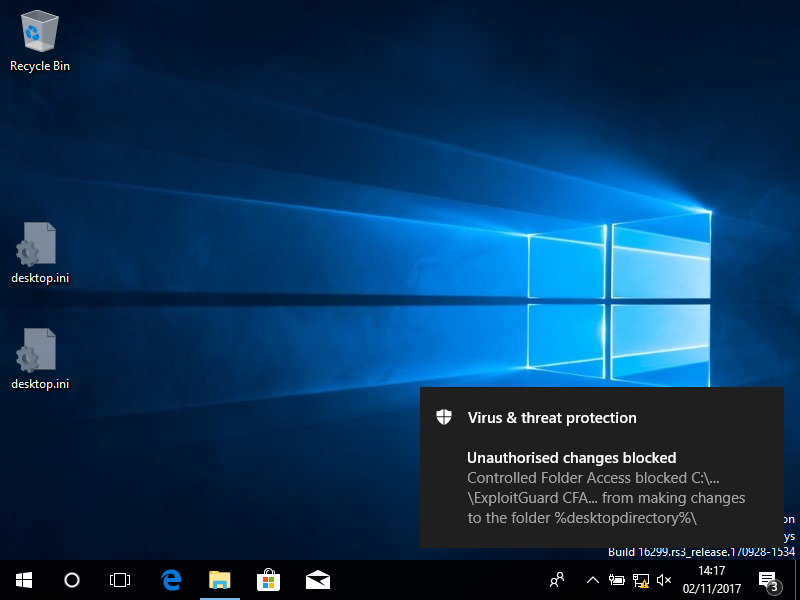 Recycle Bin
desktop.ini
desktop.ini
Virus & threat protection
Unauthorised changes blocked
Controlled Folder Access blocked C:\...
\ExploitGuard CFA... from making changes
to the folder %desktopdirectory%\
on
ys
Build 16299.rs3_release.170928-1534
14:17
02/11/2017
3